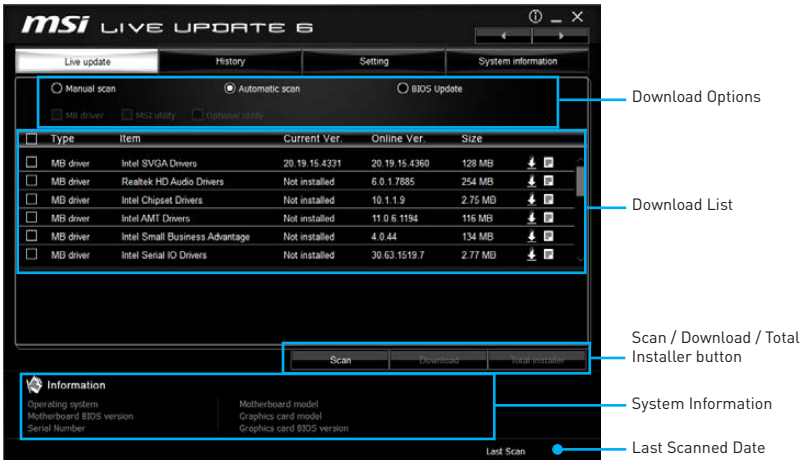 msi LIVE UPDATE 6
Live update History Setting System information
Manual scan Automatic scan BIOS Update
MB driver MSI utility Optional utility
Type Item Current Ver. Online Ver. Size
MB driver Intel SVGA Drivers 20.19.15.4331 20.19.15.4360 128 MB
MB driver Realtek HD Audio Drivers Not installed 6.0.1.7885 254 MB
MB driver Intel Chipset Drivers Not installed 10.1.1.9 2.75 MB
MB driver Intel AMT Drivers Not installed 11.0.6.1194 116 MB
MB driver Intel Small Business Advantage Not installed 4.0.44 134 MB
MB driver Intel Serial IO Drivers Not installed 30.63.1519.7 2.77 MB
Scan Download Total Installer
Information
Operating system Motherboard model
Motherboard BIOS version Graphics card model
Serial Number Graphics card BIOS version
Last Scan
Download Options
Download List
Scan / Download / Total
Installer button
System Information
Last Scanned Date